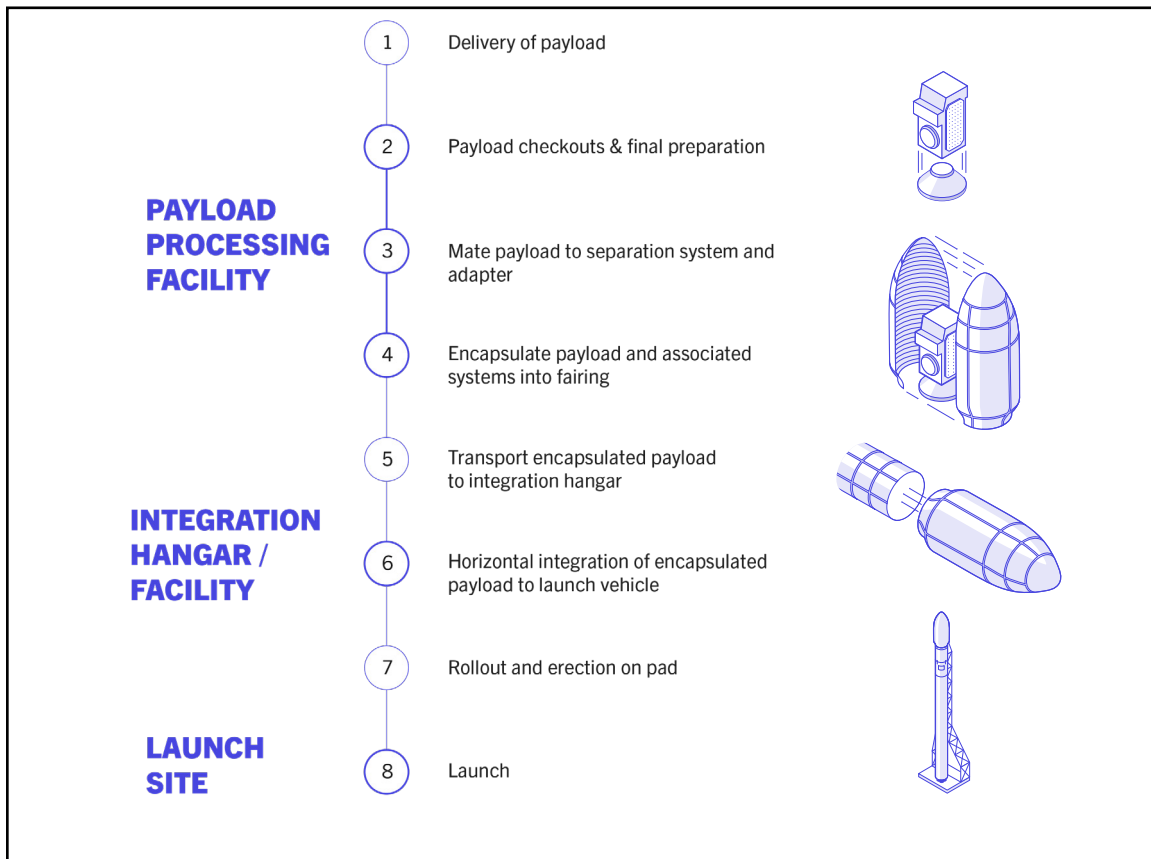 1
Delivery of payload
2
Payload checkouts & final preparation
PAYLOAD
PROCESSING
FACILITY
3
Mate payload to separation system and
adapter
4
Encapsulate payload and associated
systems into fairing
5
Transport encapsulated payload
to integration hangar
INTEGRATION
HANGAR /
FACILITY
6
Horizontal integration of encapsulated
payload to launch vehicle
7
Rollout and erection on pad
LAUNCH
SITE
8
Launch